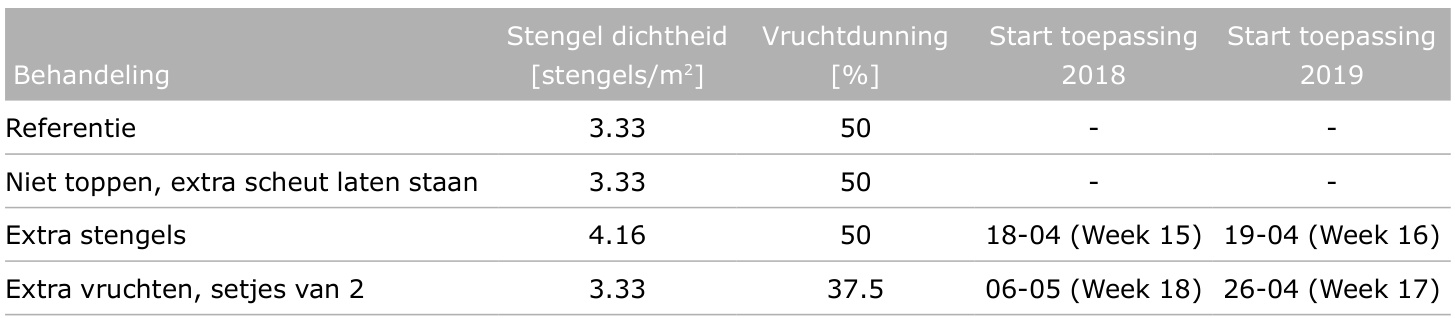 Behandeling Stengel dichtheid [stengels/m²] Vruchtdunning [%] Start toepassing 2018 Start toepassing 2019
Referentie 3.33 50 - -
Niet toppen, extra scheut laten staan 3.33 50 - -
Extra stengels 4.16 50 18-04 (Week 15) 19-04 (Week 16)
Extra vruchten, setjes van 2 3.33 37.5 06-05 (Week 18) 26-04 (Week 17)